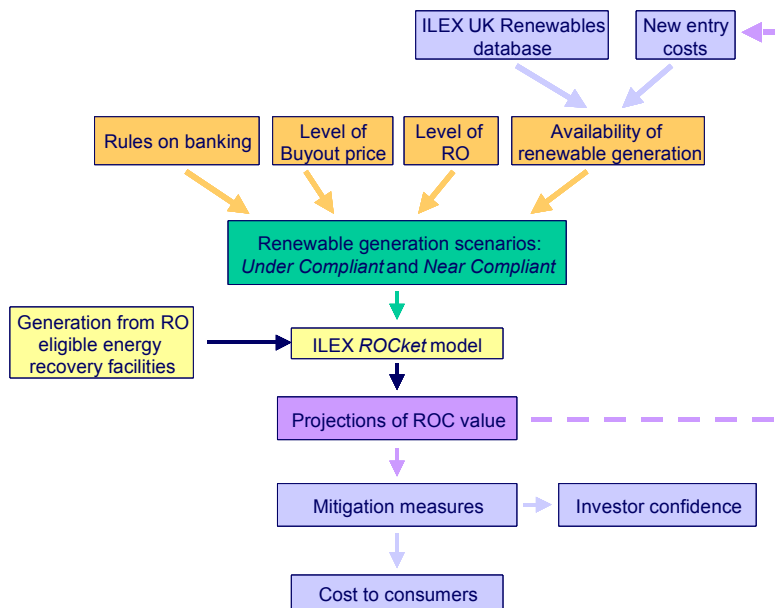 ILEX UK Renewables
database
New entry
costs
Rules on banking
Level of
Buyout price
Level of
RO
Availability of
renewable generation
Renewable generation scenarios:
Under Compliant and Near Compliant
Generation from RO
eligible energy
recovery facilities
ILEX ROCket model
Projections of ROC value
Mitigation measures
Investor confidence
Cost to consumers